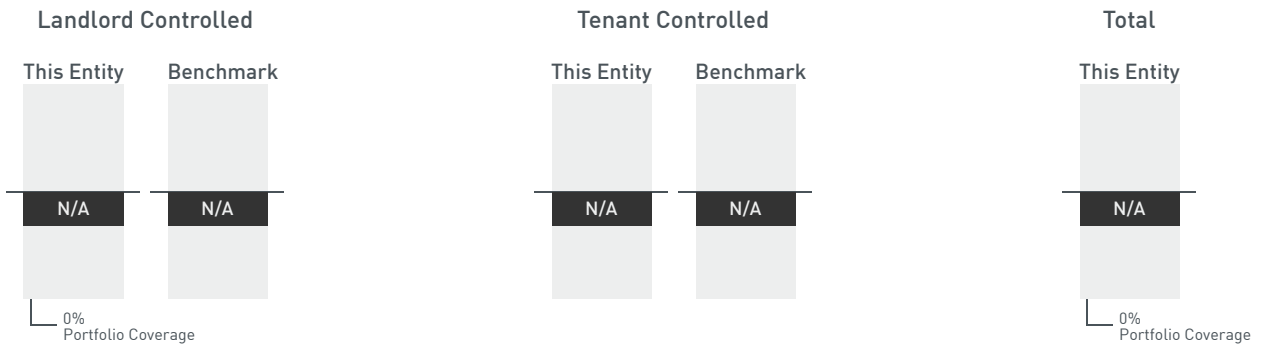 Landlord Controlled
Tenant Controlled
Total
This Entity
Benchmark
This Entity
Benchmark
This Entity
N/A
N/A
N/A
N/A
N/A
0%
Portfolio Coverage
0%
Portfolio Coverage